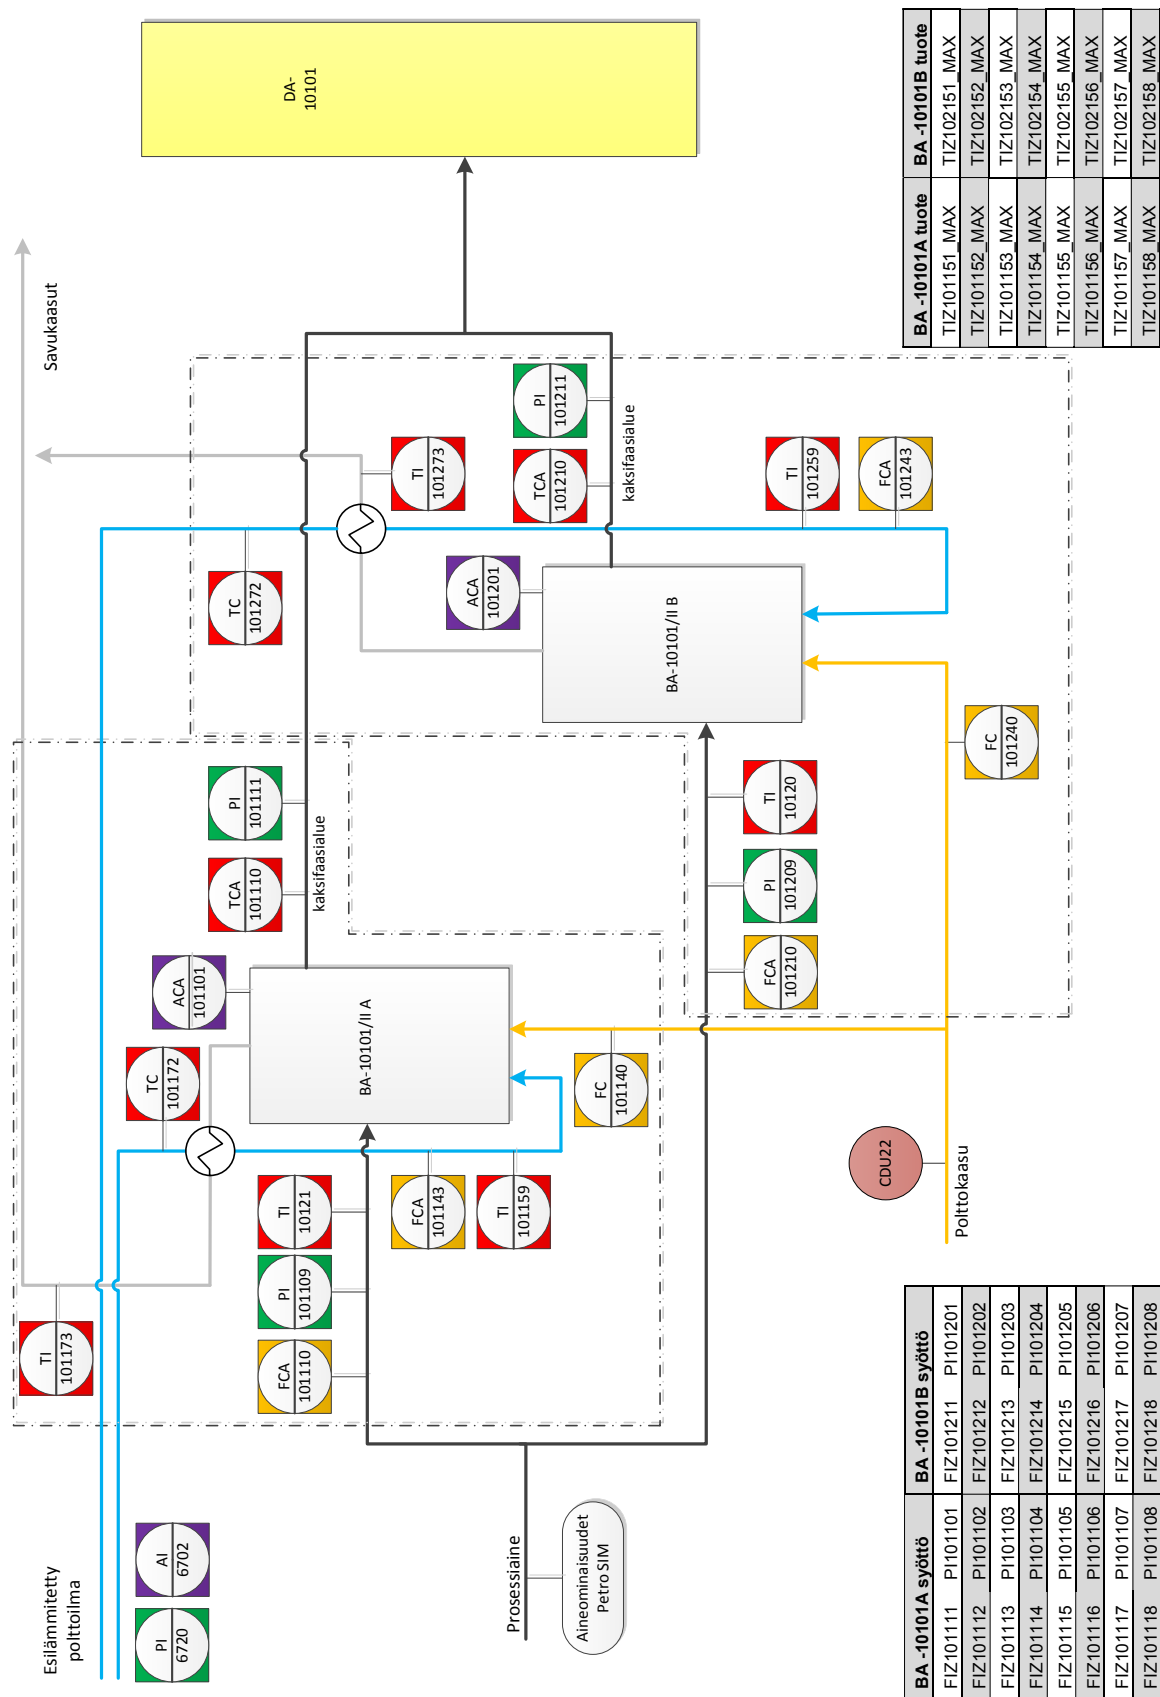 Esilämmitetty
polttoilma
PI
6720
AI
6702
TI
101173
Savukaasut
TC
101172
ACA
101101
TCA
101110
PI
101111
kaksifaasialue
TC
101272
TI
101273
DA-
10101
FCA
101110
PI
101109
TI
10121
BA-10101/II A
FCA
101143
TI
101159
ACA
101201
TCA
101210
PI
101211
kaksifaasialue
Prosessiaine
Aineominaisuudet
Petro SIM
FC
101140
BA-10101/II B
TI
101259
FCA
101243
FCA
101210
PI
101209
TI
10120
CDU22
Polttokaasu
FC
101240
BA -10101A syöttö BA -10101B syöttö
FIZ101111 PI101101 FIZ101211 PI101201
FIZ101112 PI101102 FIZ101212 PI101202
FIZ101113 PI101103 FIZ101213 PI101203
FIZ101114 PI101104 FIZ101214 PI101204
FIZ101115 PI101105 FIZ101215 PI101205
FIZ101116 PI101106 FIZ101216 PI101206
FIZ101117 PI101107 FIZ101217 PI101207
FIZ101118 PI101108 FIZ101218 PI101208
BA -10101A tuote BA -10101B tuote
TIZ101151_MAX TIZ102151_MAX
TIZ101152_MAX TIZ102152_MAX
TIZ101153_MAX TIZ102153_MAX
TIZ101154_MAX TIZ102154_MAX
TIZ101155_MAX TIZ102155_MAX
TIZ101156_MAX TIZ102156_MAX
TIZ101157_MAX TIZ102157_MAX
TIZ101158_MAX TIZ102158_MAX